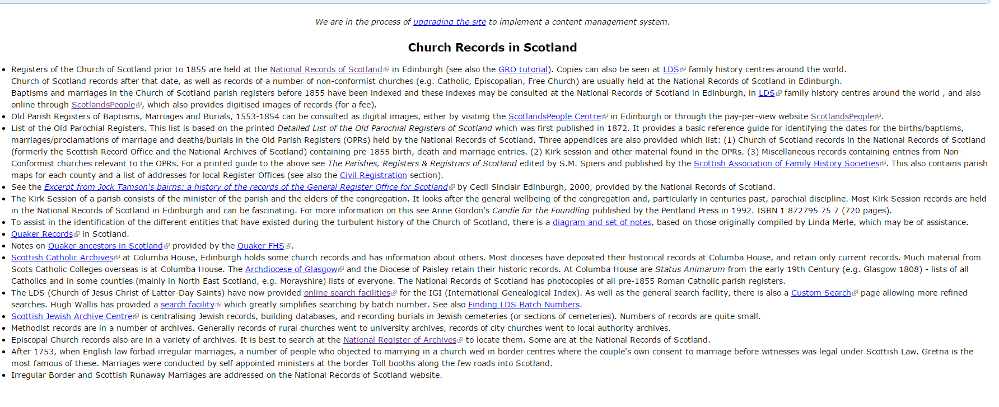 We are in the process of upgrading the site to implement a content management system.
Church Records in Scotland
Registers of the Church of Scotland prior to 1855 are held at the National Records of Scotland in Edinburgh (see also the GRO tutorial). Copies can also be seen at LDS family history centres around the world.
Church of Scotland records after that date, as well as records of a number of non-conformist churches (e.g. Catholic, Episcopalian, Free Church) are usually held at the National Records of Scotland in Edinburgh.
Baptisms and marriages in the Church of Scotland parish registers before 1855 have been indexed and these indexes may be consulted at the National Records of Scotland in Edinburgh, in LDS family history centres around the world , and also
online through ScotlandsPeople, which also provides digitised images of records (for a fee).
Old Parish Registers of Baptisms, Marriages and Burials, 1553-1854 can be consulted as digital images, either by visiting the ScotlandsPeople Centre in Edinburgh or through the pay-per-view website ScotlandsPeople.
List of the Old Parochial Registers. This list is based on the printed Detailed List of the Old Parochial Registers of Scotland which was first published in 1872. It provides a basic reference guide for identifying the dates for the births/baptisms,
marriages/proclamations of marriage and deaths/burials in the Old Parish Registers (OPRs) held by the National Records of Scotland. Three appendices are also provided which list: (1) Church of Scotland records in the National Records of Scotland
(formerly the Scottish Record Office and the National Archives of Scotland) containing pre-1855 birth, death and marriage entries. (2) Kirk session and other material found in the OPRs. (3) Miscellaneous records containing entries from Non-
Conformist churches relevant to the OPRs. For a printed guide to the above see The Parishes, Registers & Registrars of Scotland edited by S.M. Spiers and published by the Scottish Association of Family History Societies. This also contains parish
maps for each county and a list of addresses for local Register Offices (see also the Civil Registration section).
See the Excerpt from Jock Tamson's bairns: a history of the records of the General Register Office for Scotland by Cecil Sinclair Edinburgh, 2000, provided by the National Records of Scotland.
The Kirk Session of a parish consists of the minister of the parish and the elders of the congregation. It looks after the general wellbeing of the congregation and, particularly in centuries past, parochial discipline. Most Kirk Session records are held
in the National Records of Scotland in Edinburgh and can be fascinating. For more information on this see Anne Gordon's Candie for the Foundling published by the Pentland Press in 1992. ISBN 1 872795 75 7 (720 pages).
To assist in the identification of the different entities that have existed during the turbulent history of the Church of Scotland, there is a diagram and set of notes, based on those originally compiled by Linda Merle, which may be of assistance.
Quaker Records in Scotland.
Notes on Quaker ancestors in Scotland provided by the Quaker FHS.
Scottish Catholic Archives at Columba House, Edinburgh holds some church records and has information about others. Most dioceses have deposited their historical records at Columba House, and retain only current records. Much material from
Scots Catholic Colleges overseas is at Columba House. The Archdiocese of Glasgow and the Diocese of Paisley retain their historic records. At Columba House are Status Animarum from the early 19th Century (e.g. Glasgow 1808) - lists of all
Catholics and in some counties (mainly in North East Scotland, e.g. Morayshire) lists of everyone. The National Records of Scotland has photocopies of all pre-1855 Roman Catholic parish registers.
The LDS (Church of Jesus Christ of Latter-Day Saints) have now provided online search facilities for the IGI (International Genealogical Index). As well as the general search facility, there is also a Custom Search page allowing more refined
searches. Hugh Wallis has provided a search facility which greatly simplifies searching by batch number. See also Finding LDS Batch Numbers.
Scottish Jewish Archive Centre is centralising Jewish records, building databases, and recording burials in Jewish cemeteries (or sections of cemeteries). Numbers of records are quite small.
Methodist records are in a number of archives. Generally records of rural churches went to university archives, records of city churches went to local authority archives.
Episcopal Church records also are in a variety of archives. It is best to search at the National Register of Archives to locate them. Some are at the National Records of Scotland.
After 1753, when English law forbad irregular marriages, a number of people who objected to marrying in a church wed in border centres where the couple's own consent to marriage before witnesses was legal under Scottish Law. Gretna is the
most famous of these. Marriages were conducted by self appointed ministers at the border Toll booths along the few roads into Scotland.
Irregular Border and Scottish Runaway Marriages are addressed on the National Records of Scotland website.